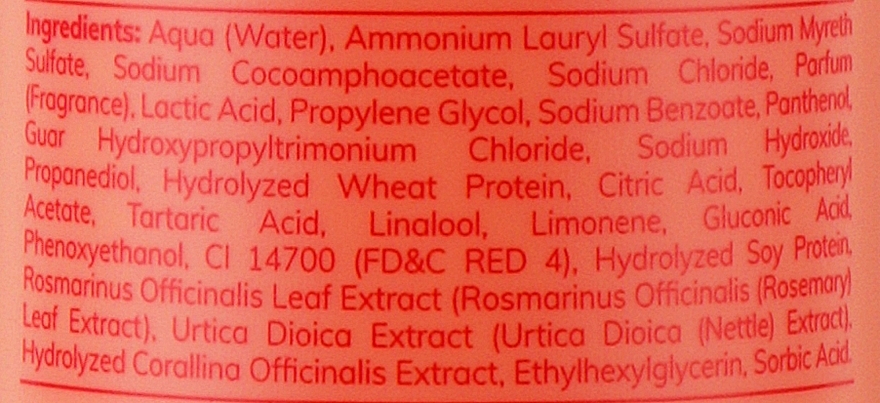 Ingredients: Aqua (Water), Ammonium Lauryl Sulfate, Sodium Myreth
Sulfate, Sodium Cocoamphoacetate, Sodium Chloride, Parfum
(Fragrance), Lactic Acid, Propylene Glycol, Sodium Benzoate, Panthenol,
Guar Hydroxypropyltrimonium Chloride, Sodium Hydroxide,
Propanediol, Hydrolyzed Wheat Protein, Citric Acid, Tocopheryl
Acetate, Tartaric Acid, Linalool, Limonene, Gluconic Acid,
Phenoxyethanol, CI 14700 (FD&C RED 4), Hydrolyzed Soy Protein,
Rosmarinus Officinalis Leaf Extract (Rosmarinus Officinalis (Rosemary)
Leaf Extract), Urtica Dioica Extract (Urtica Dioica (Nettle) Extract),
Hydrolyzed Corallina Officinalis Extract, Ethylhexylglycerin, Sorbic Acid.